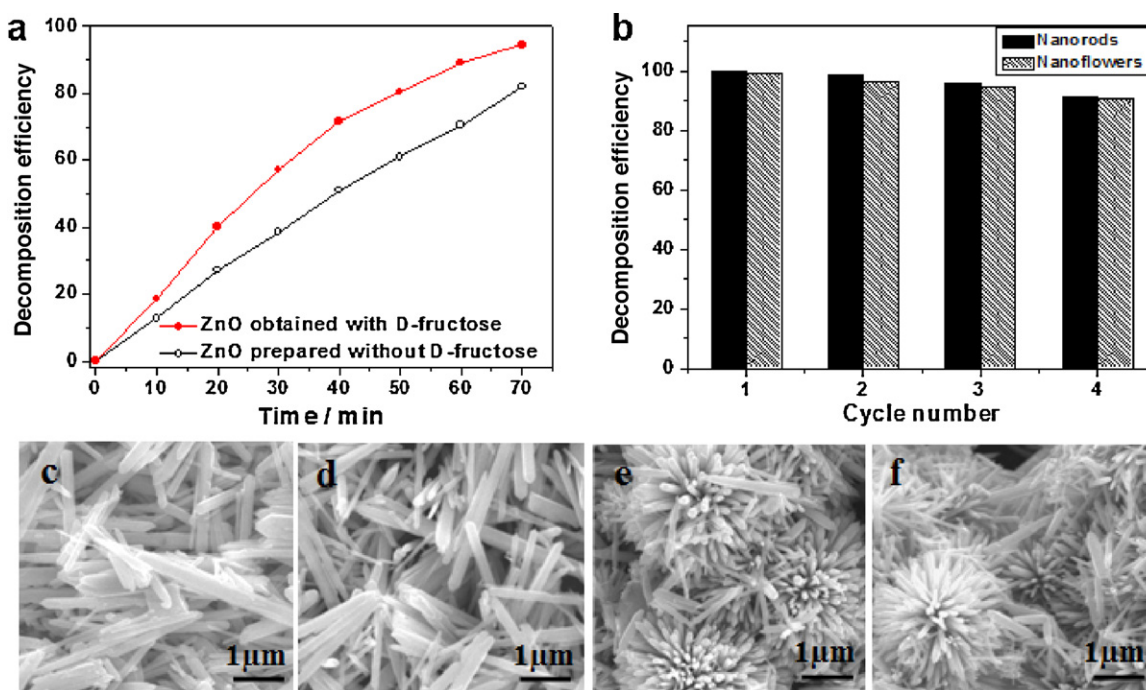 a
100
80
60
40
20
0
Decomposition efficiency
ZnO obtained with D-fructose
ZnO prepared without D-fructose
0 10 20 30 40 50 60 70
Time / min
b
Nanorods
Nanoflowers
100
80
60
40
20
0
Decomposition efficiency
1 2 3 4
Cycle number
c
1μm
d
1μm
e
1μm
f
1μm